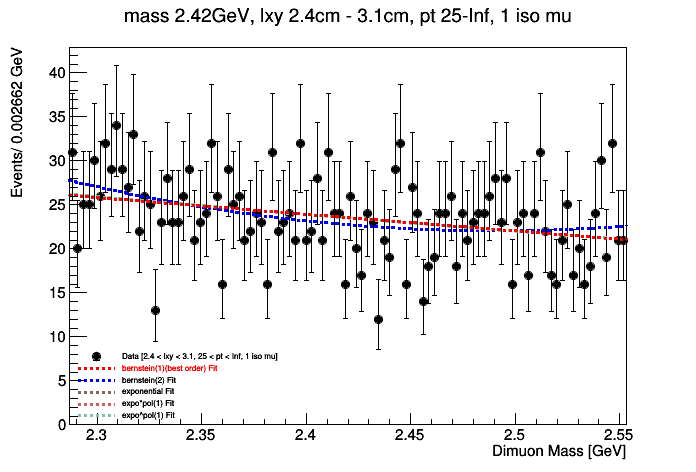 mass 2.42GeV, lxy 2.4cm - 3.1cm, pt 25-Inf, 1 iso mu
Events/ 0.002662 GeV
40
35
30
25
20
15
10
5
0
Data [2.4 < lxy < 3.1, 25 < pt < Inf, 1 iso mu]
bernstein(1)(best order) Fit
bernstein(2) Fit
exponential Fit
expo*pol(1) Fit
expo^pol(1) Fit
2.3
2.35
2.4
2.45
2.5
2.55
Dimuon Mass [GeV]